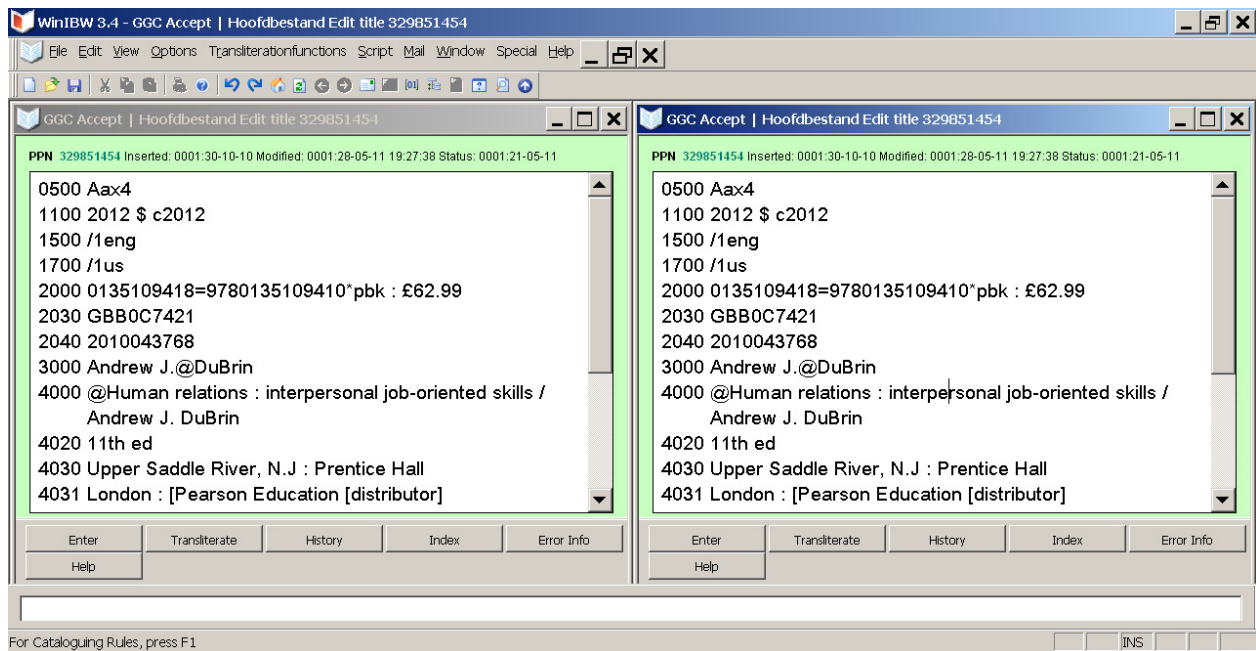 WinIBW 3.4 - GGC Accept | Hoofdbestand Edit title 329851454
File Edit View Options Transliterationfunctions Script Mail Window Special Help
GGC Accept | Hoofdbestand Edit title 329851454
PPN 329851454 Inserted: 0001:30-10-10 Modified: 0001:28-05-11 19:27:38 Status: 0001:21-05-11
0500 Aax4
1100 2012 $ c2012
1500 /1eng
1700 /1us
2000 0135109418=9780135109410*pbk : £62.99
2030 GBB0C7421
2040 2010043768
3000 Andrew J.@DuBrin
4000 @Human relations : interpersonal job-oriented skills /
Andrew J. DuBrin
4020 11th ed
4030 Upper Saddle River, N.J : Prentice Hall
4031 London : [Pearson Education [distributor]
Enter Transliterate History Index Error Info
Help
GGC Accept | Hoofdbestand Edit title 329851454
PPN 329851454 Inserted: 0001:30-10-10 Modified: 0001:28-05-11 19:27:38 Status: 0001:21-05-11
0500 Aax4
1100 2012 $ c2012
1500 /1eng
1700 /1us
2000 0135109418=9780135109410*pbk : £62.99
2030 GBB0C7421
2040 2010043768
3000 Andrew J.@DuBrin
4000 @Human relations : interpersonal job-oriented skills /
Andrew J. DuBrin
4020 11th ed
4030 Upper Saddle River, N.J : Prentice Hall
4031 London : [Pearson Education [distributor]
Enter Transliterate History Index Error Info
Help
For Cataloguing Rules, press F1
INS